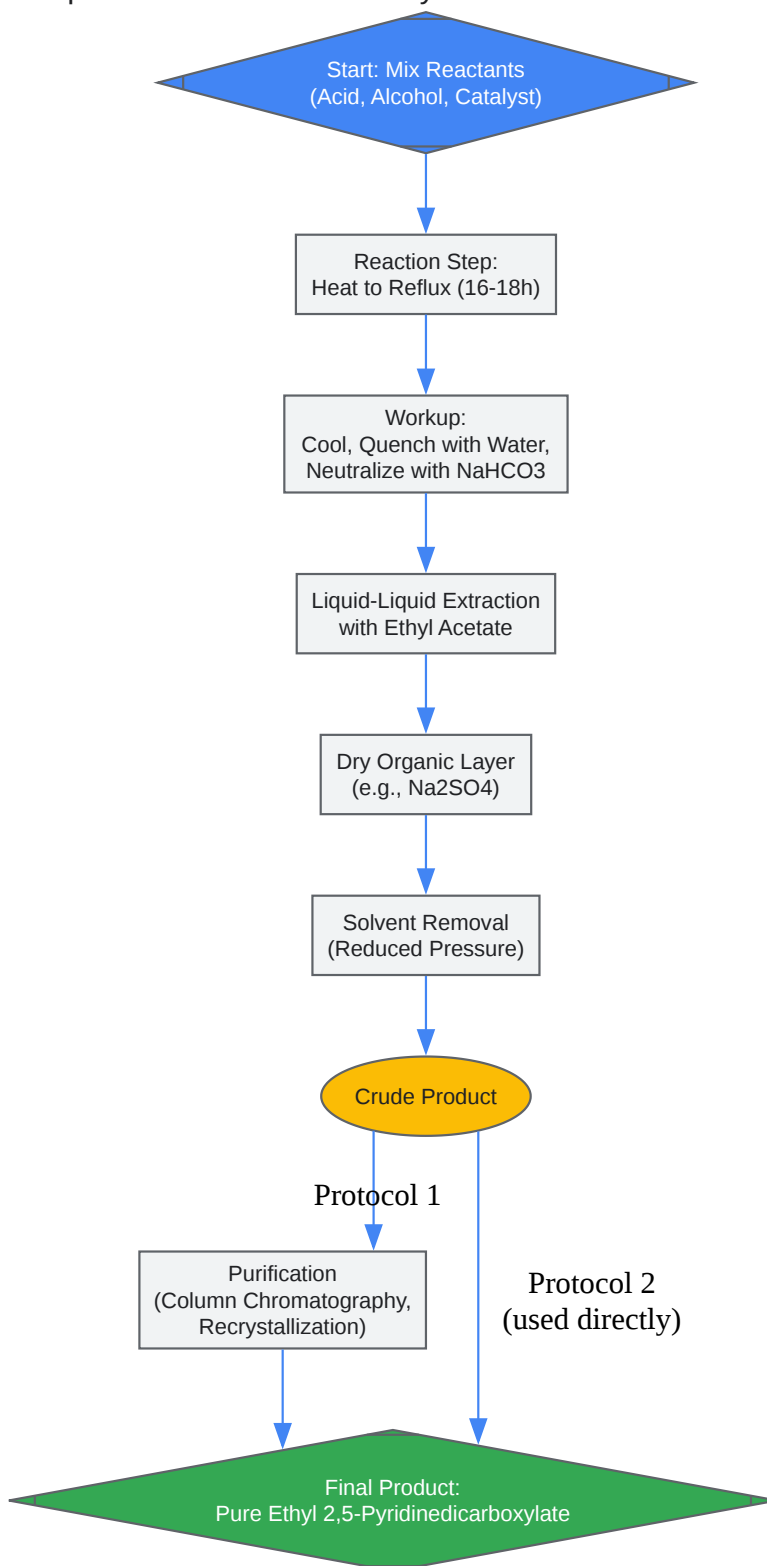 Start: Mix Reactants
(Acid, Alcohol, Catalyst)
Reaction Step:
Heat to Reflux (16-18h)
Workup:
Cool, Quench with Water,
Neutralize with NaHCO3
Liquid-Liquid Extraction
with Ethyl Acetate
Dry Organic Layer
(e.g., Na2SO4)
Solvent Removal
(Reduced Pressure)
Crude Product
Protocol 1
Purification
(Column Chromatography,
Recrystallization)
Protocol 2
(used directly)
Final Product:
Pure Ethyl 2,5-Pyridinedicarboxylate